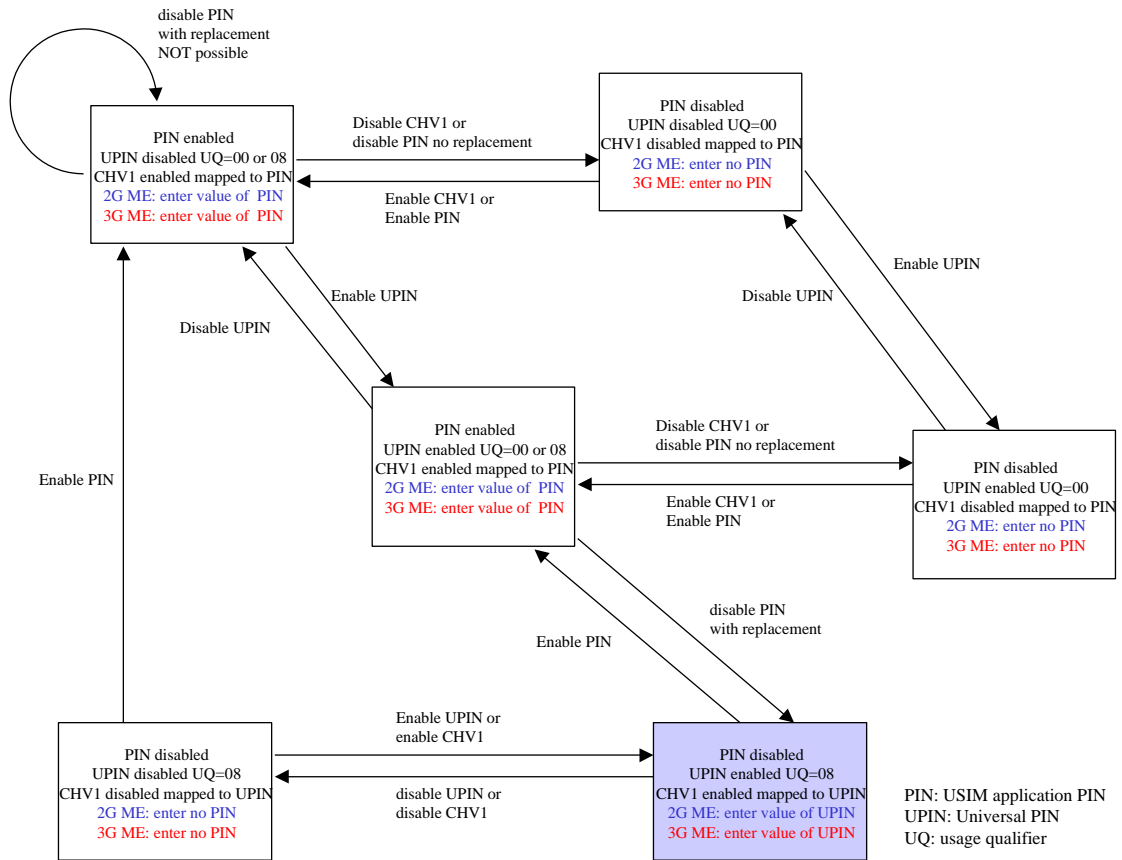 disable PIN
with replacement
NOT possible
PIN enabled
UPIN disabled UQ=00 or 08
CHV1 enabled mapped to PIN
2G ME: enter value of PIN
3G ME: enter value of PIN
Disable CHV1 or
disable PIN no replacement
Enable CHV1 or
Enable PIN
PIN disabled
UPIN disabled UQ=00
CHV1 disabled mapped to PIN
2G ME: enter no PIN
3G ME: enter no PIN
Enable UPIN
Disable UPIN
Enable UPIN
Disable UPIN
PIN enabled
UPIN enabled UQ=00 or 08
CHV1 enabled mapped to PIN
2G ME: enter value of PIN
3G ME: enter value of PIN
Disable CHV1 or
disable PIN no replacement
Enable CHV1 or
Enable PIN
PIN disabled
UPIN enabled UQ=00
CHV1 disabled mapped to PIN
2G ME: enter no PIN
3G ME: enter no PIN
Enable PIN
disable PIN
with replacement
Enable PIN
PIN disabled
UPIN disabled UQ=08
CHV1 disabled mapped to UPIN
2G ME: enter no PIN
3G ME: enter no PIN
Enable UPIN or
enable CHV1
disable UPIN or
disable CHV1
PIN disabled
UPIN enabled UQ=08
CHV1 enabled mapped to UPIN
2G ME: enter value of UPIN
3G ME: enter value of UPIN
PIN: USIM application PIN
UPIN: Universal PIN
UQ: usage qualifier